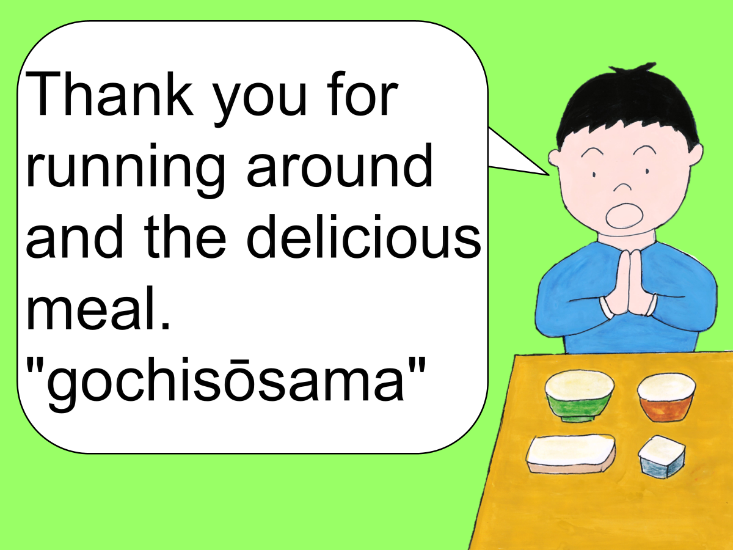 Thank you for
running around
and the delicious
meal.
"gochisōsama"